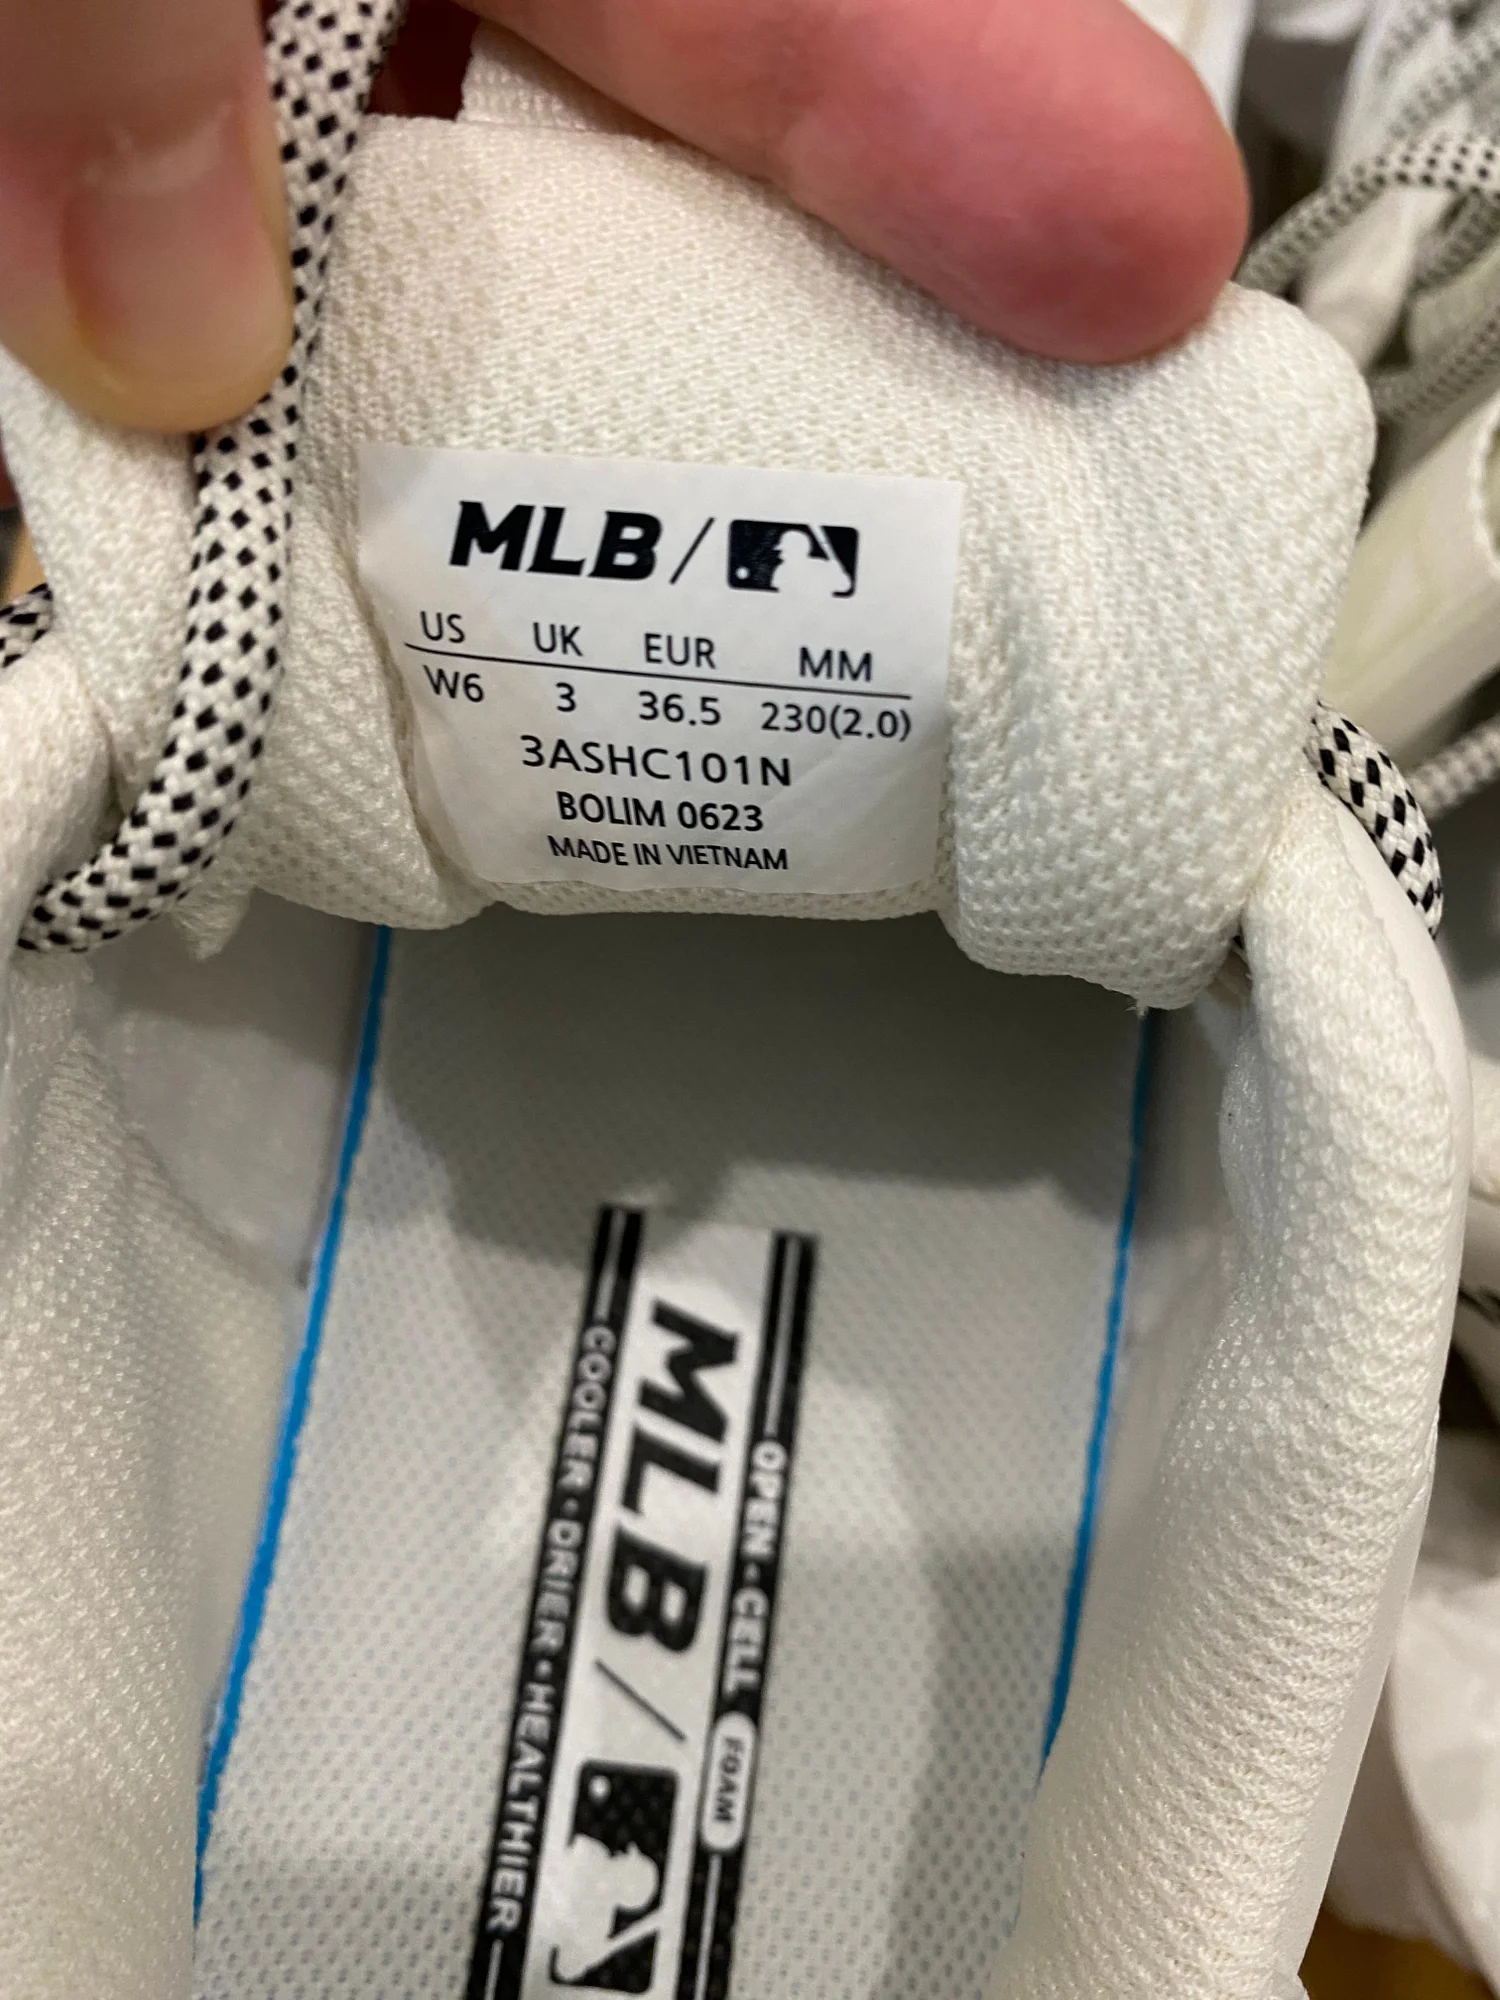 MLB
US UK EUR MM
W6 3 36.5 230(2.0)
3ASHC101N
BOLIM 0623
MADE IN VIETNAM
OPEN·CELL FOAM
MLB
COOLER·DRIER·HEALTHIER